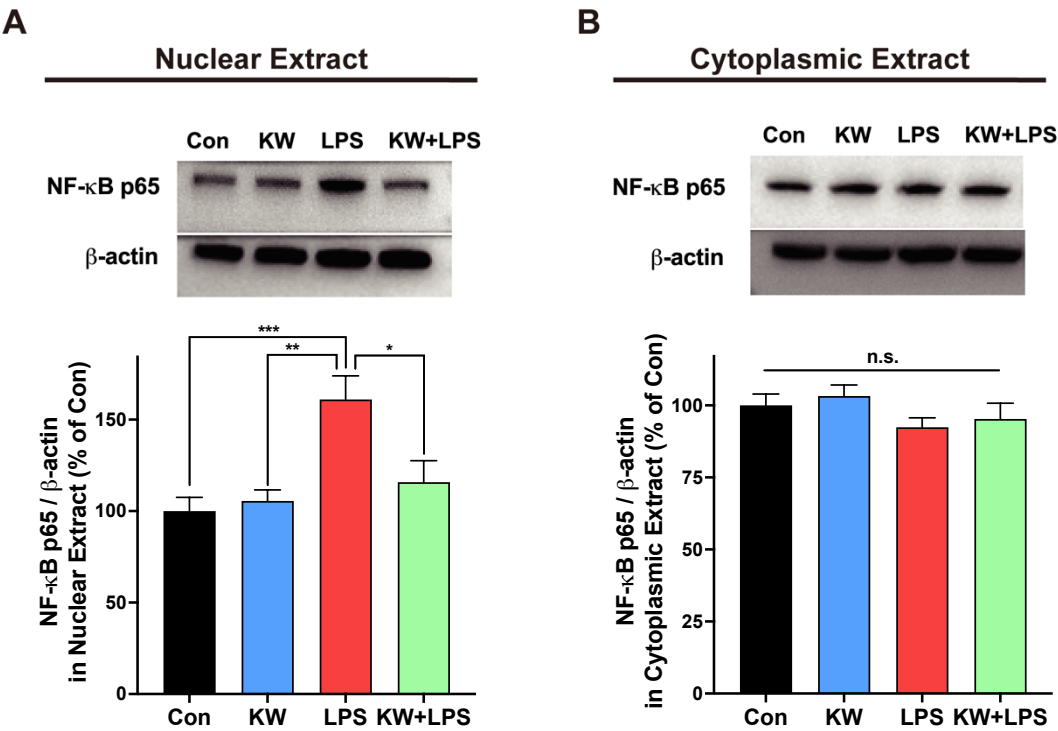 A
Nuclear Extract
Con KW LPS KW+LPS
NF-κB p65
β-actin
***
** *
NF-κB p65 / β-actin
in Nuclear Extract (% of Con)
150
100
50
0
Con KW LPS KW+LPS
B
Cytoplasmic Extract
Con KW LPS KW+LPS
NF-κB p65
β-actin
n.s.
NF-κB p65 / β-actin
in Cytoplasmic Extract (% of Con)
100
75
50
25
0
Con KW LPS KW+LPS